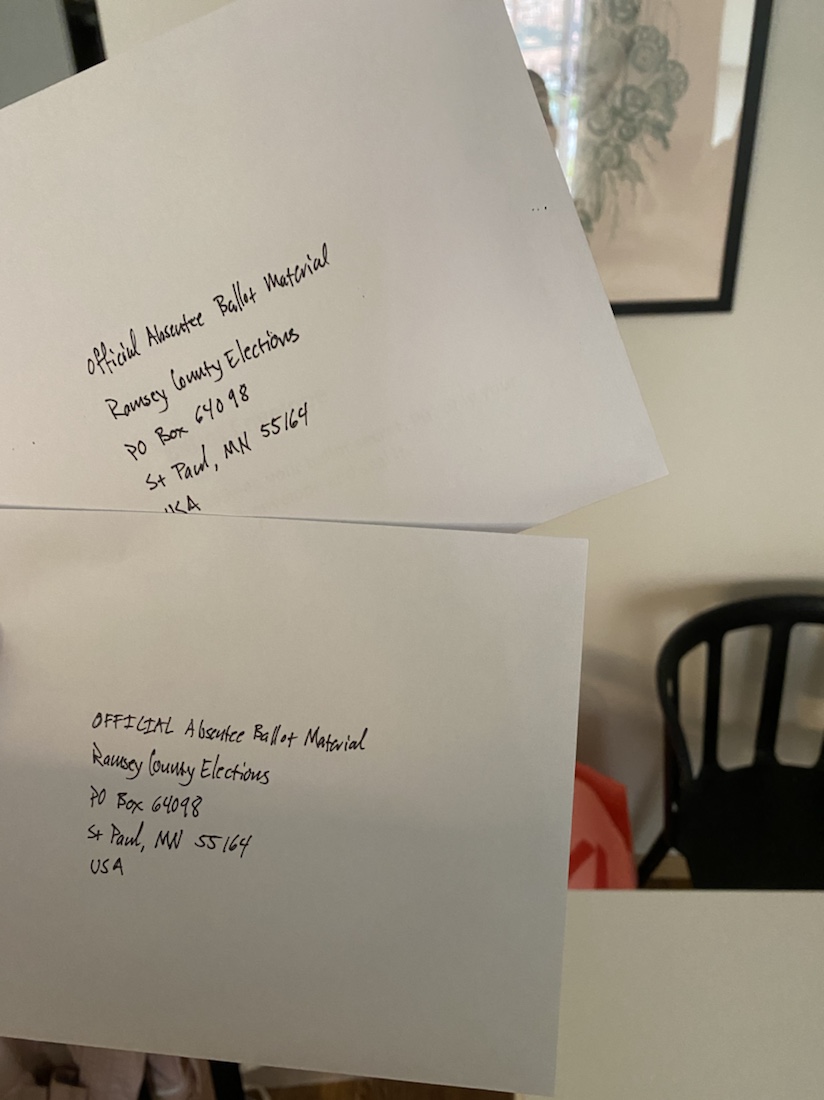 Official Absentee Ballot Material
Ramsey County Elections
PO Box 64098
St Paul, MN 55164
USA
OFFICIAL Absentee Ballot Material
Ramsey County Elections
PO Box 64098
St Paul, MN 55164
USA